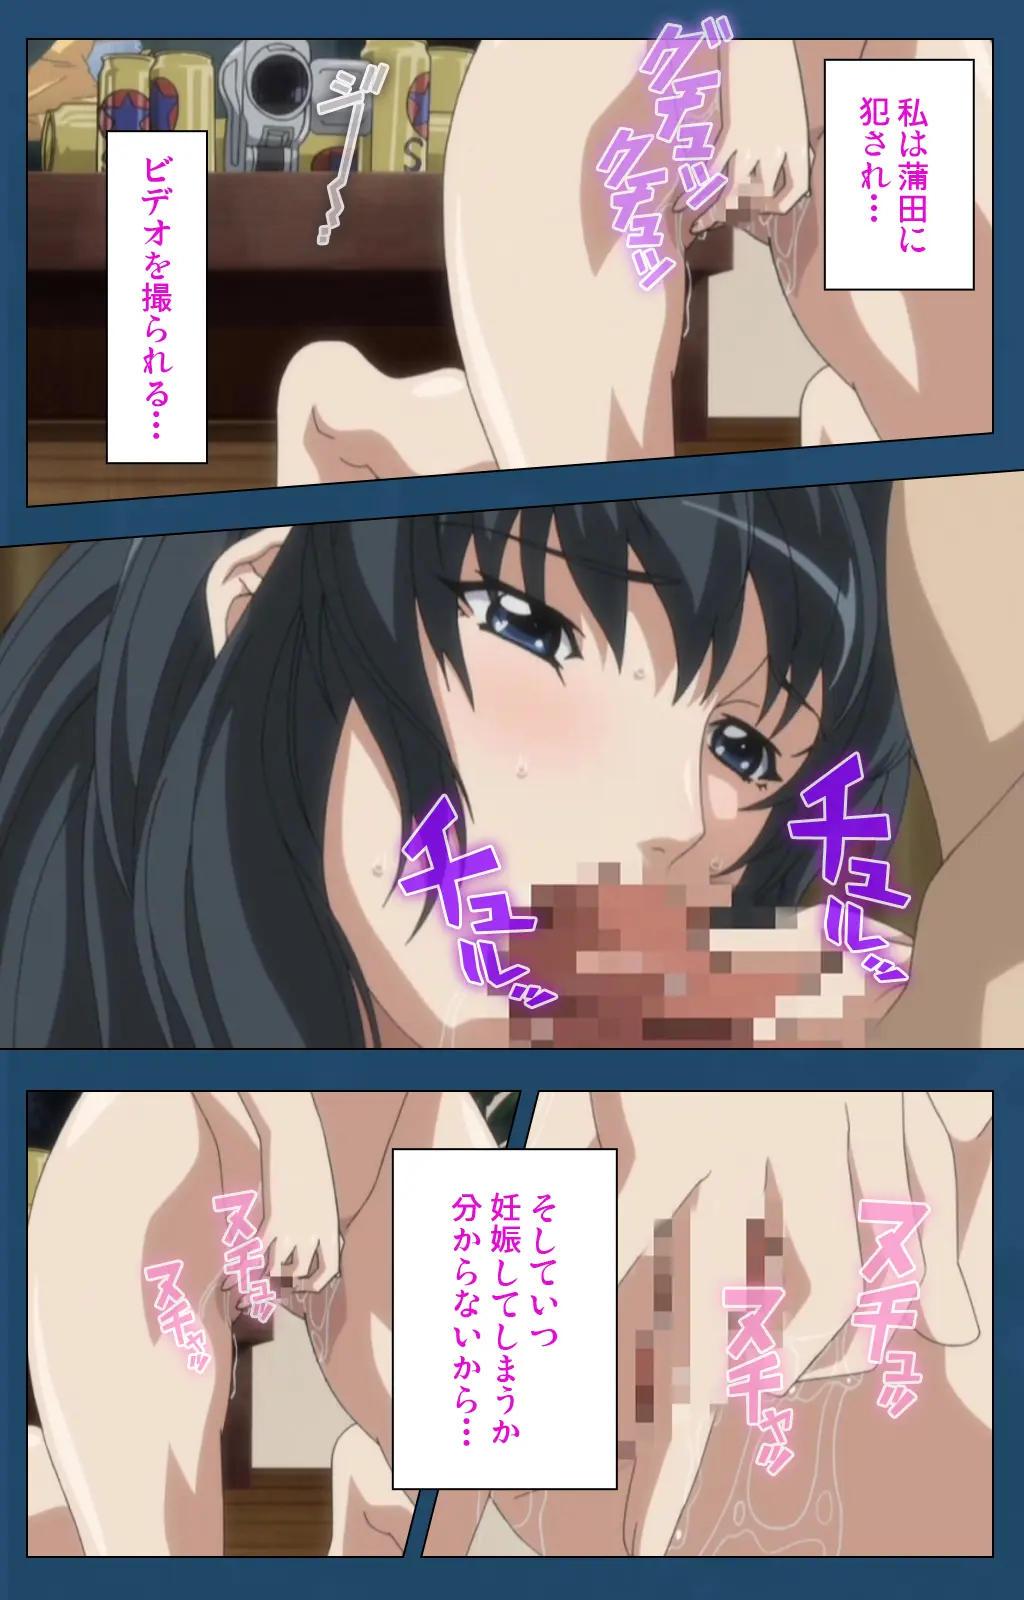 私は蒲田に
犯され…
グチュッ
グチュッ
ジー…
ビデオを撮られる…
チュルッ
チュルッ
そしていつ
妊娠してしまうか
分からないから…
ヌチュッ
ヌチャッ
ヌチュッ
ヌチャッ